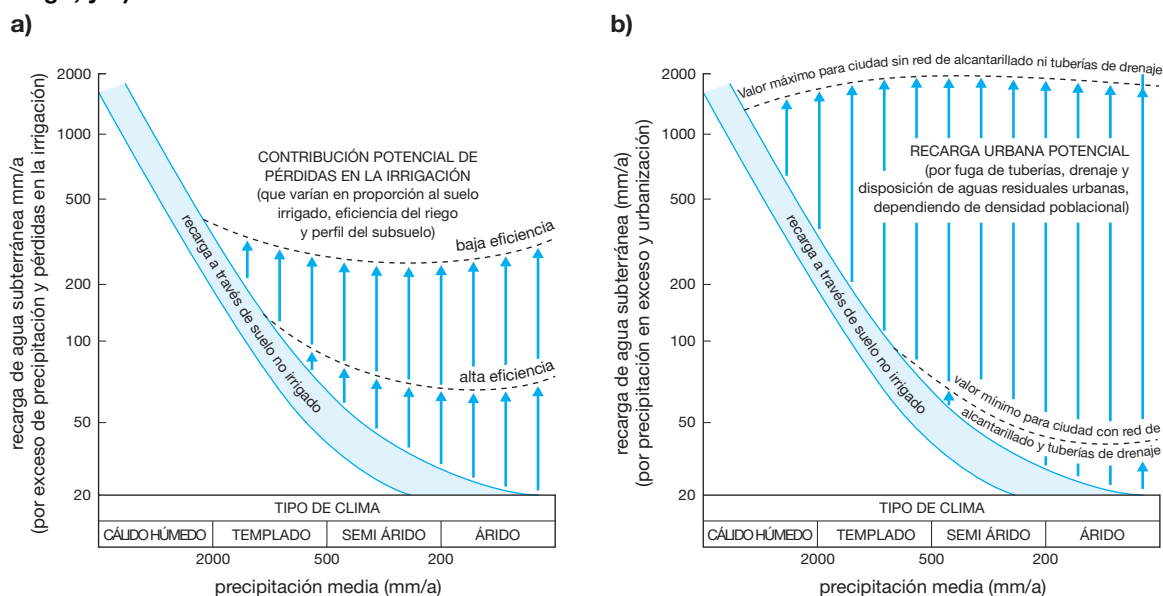 a)
recarga de agua subterránea mm/a
(por exceso de precipitación y pérdidas en la irrigación)
2000
1000
500
200
100
50
20
CONTRIBUCIÓN POTENCIAL DE
PÉRDIDAS EN LA IRRIGACIÓN
(que varían en proporción al suelo
irrigado, eficiencia del riego
y perfil del subsuelo)
baja eficiencia
recarga a través de suelo no irrigado
alta eficiencia
TIPO DE CLIMA
CÁLIDO HÚMEDO
TEMPLADO
SEMI ÁRIDO
ÁRIDO
2000
500
200
precipitación media (mm/a)
b)
recarga de agua subterránea (mm/a)
(por precipitación en exceso y urbanización)
2000
1000
500
200
100
50
20
Valor máximo para ciudad sin red de alcantarillado ni tuberías de drenaje
RECARGA URBANA POTENCIAL
(por fuga de tuberías, drenaje y
disposición de aguas residuales urbanas,
dependiendo de densidad poblacional)
recarga a través de suelo no irrigado
valor mínimo para ciudad con red de
alcantarillado y tuberías de drenaje
TIPO DE CLIMA
CÁLIDO HÚMEDO
TEMPLADO
SEMI ÁRIDO
ÁRIDO
2000
500
200
precipitación media (mm/a)